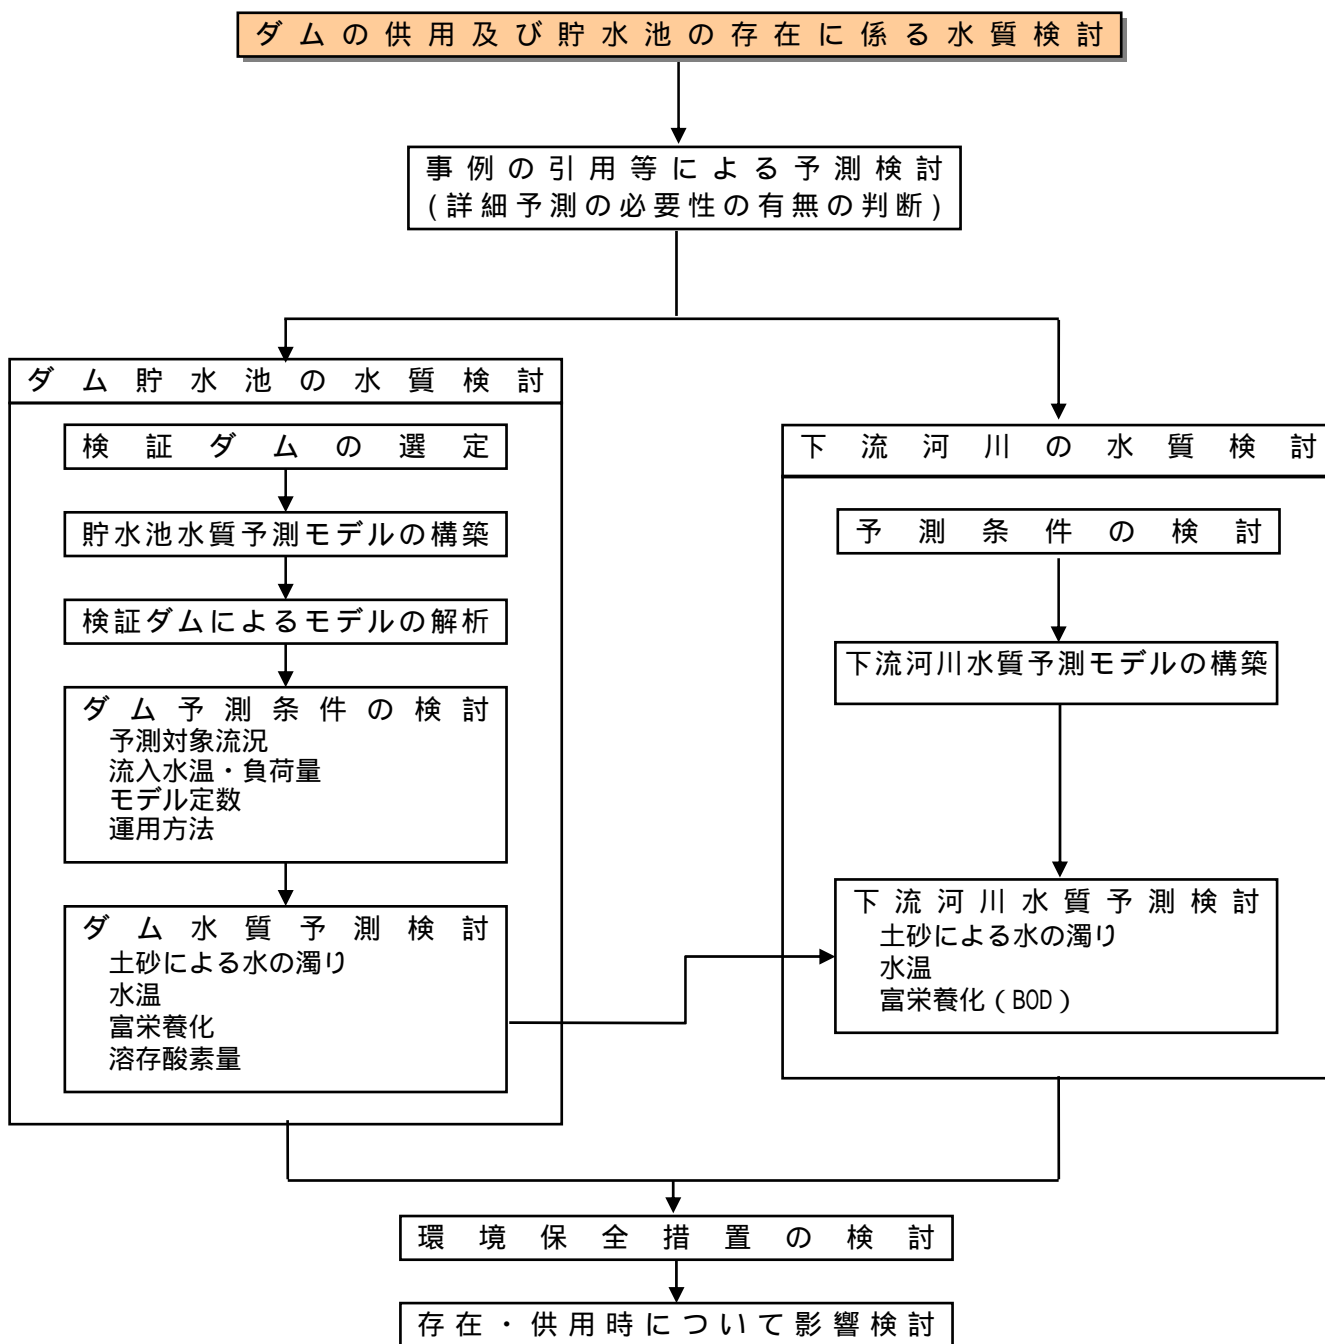 ダムの供用及び貯水池の存在に係る水質検討
事例の引用等による予測検討
(詳細予測の必要性の有無の判断)
ダム貯水池の水質検討
検証ダムの選定
貯水池水質予測モデルの構築
検証ダムによるモデルの解析
ダム予測条件の検討
予測対象流況
流入水温・負荷量
モデル定数
運用方法
ダム水質予測検討
土砂による水の濁り
水温
富栄養化
溶存酸素量
下流河川の水質検討
予測条件の検討
下流河川水質予測モデルの構築
下流河川水質予測検討
土砂による水の濁り
水温
富栄養化(BOD)
環境保全措置の検討
存在・供用時について影響検討